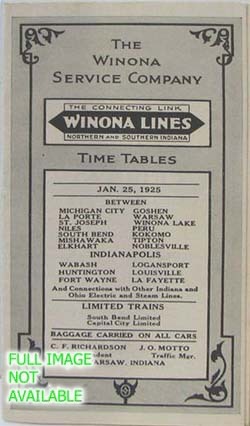 THE
WINONA
SERVICE COMPANY
THE CONNECTING LINK
WINONA LINES
NORTHERN AND SOUTHERN INDIANA
TIME TABLES
JAN. 25, 1925
BETWEEN
MICHIGAN CITY GOSHEN
LA PORTE WARSAW
ST. JOSEPH WINONA LAKE
NILES PERU
SOUTH BEND KOKOMO
MISHAWAKA TIPTON
ELKHART NOBLESVILLE
INDIANAPOLIS
WABASH LOGANSPORT
HUNTINGTON LOUISVILLE
FORT WAYNE LA FAYETTE
And Connections with Other Indiana and
Ohio Electric and Steam Lines.
LIMITED TRAINS
South Bend Limited
Capital City Limited
BAGGAGE CARRIED ON ALL CARS
C. F. RICHARDSON J. O. MOTTO
dent Traffic Mgr.
ARSAW, INDIANA
FULL IMAGE
NOT
AVAILABLE